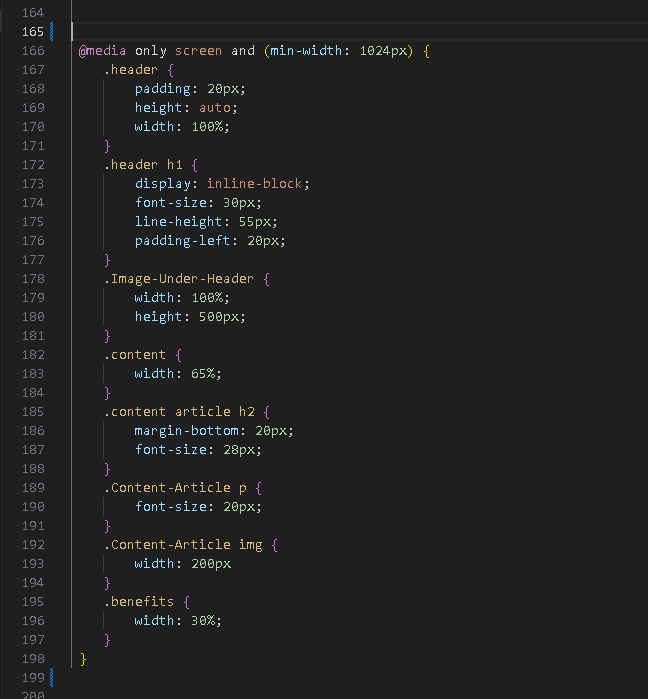 164
165
166 @media only screen and (min-width: 1024px) {
167 .header {
168 padding: 20px;
169 height: auto;
170 width: 100%;
171 }
172 .header h1 {
173 display: inline-block;
174 font-size: 30px;
175 line-height: 55px;
176 padding-left: 20px;
177 }
178 .Image-Under-Header {
179 width: 100%;
180 height: 500px;
181 }
182 .content {
183 width: 65%;
184 }
185 .content article h2 {
186 margin-bottom: 20px;
187 font-size: 28px;
188 }
189 .Content-Article p {
190 font-size: 20px;
191 }
192 .Content-Article img {
193 width: 200px
194 }
195 .benefits {
196 width: 30%;
197 }
198 }
199
200